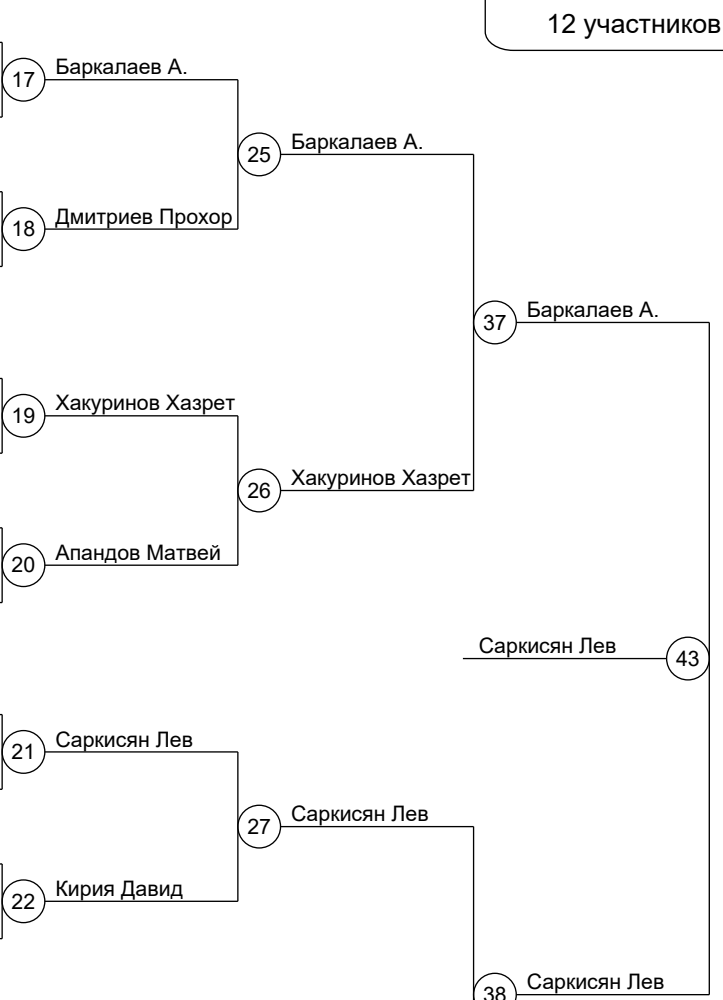 12 участников
17 Баркалаев А.
25 Баркалаев А.
18 Дмитриев Прохор
37 Баркалаев А.
19 Хакуринов Хазрет
26 Хакуринов Хазрет
20 Апандов Матвей
Саркисян Лев 43
21 Саркисян Лев
27 Саркисян Лев
22 Кирия Давид
38 Саркисян Лев